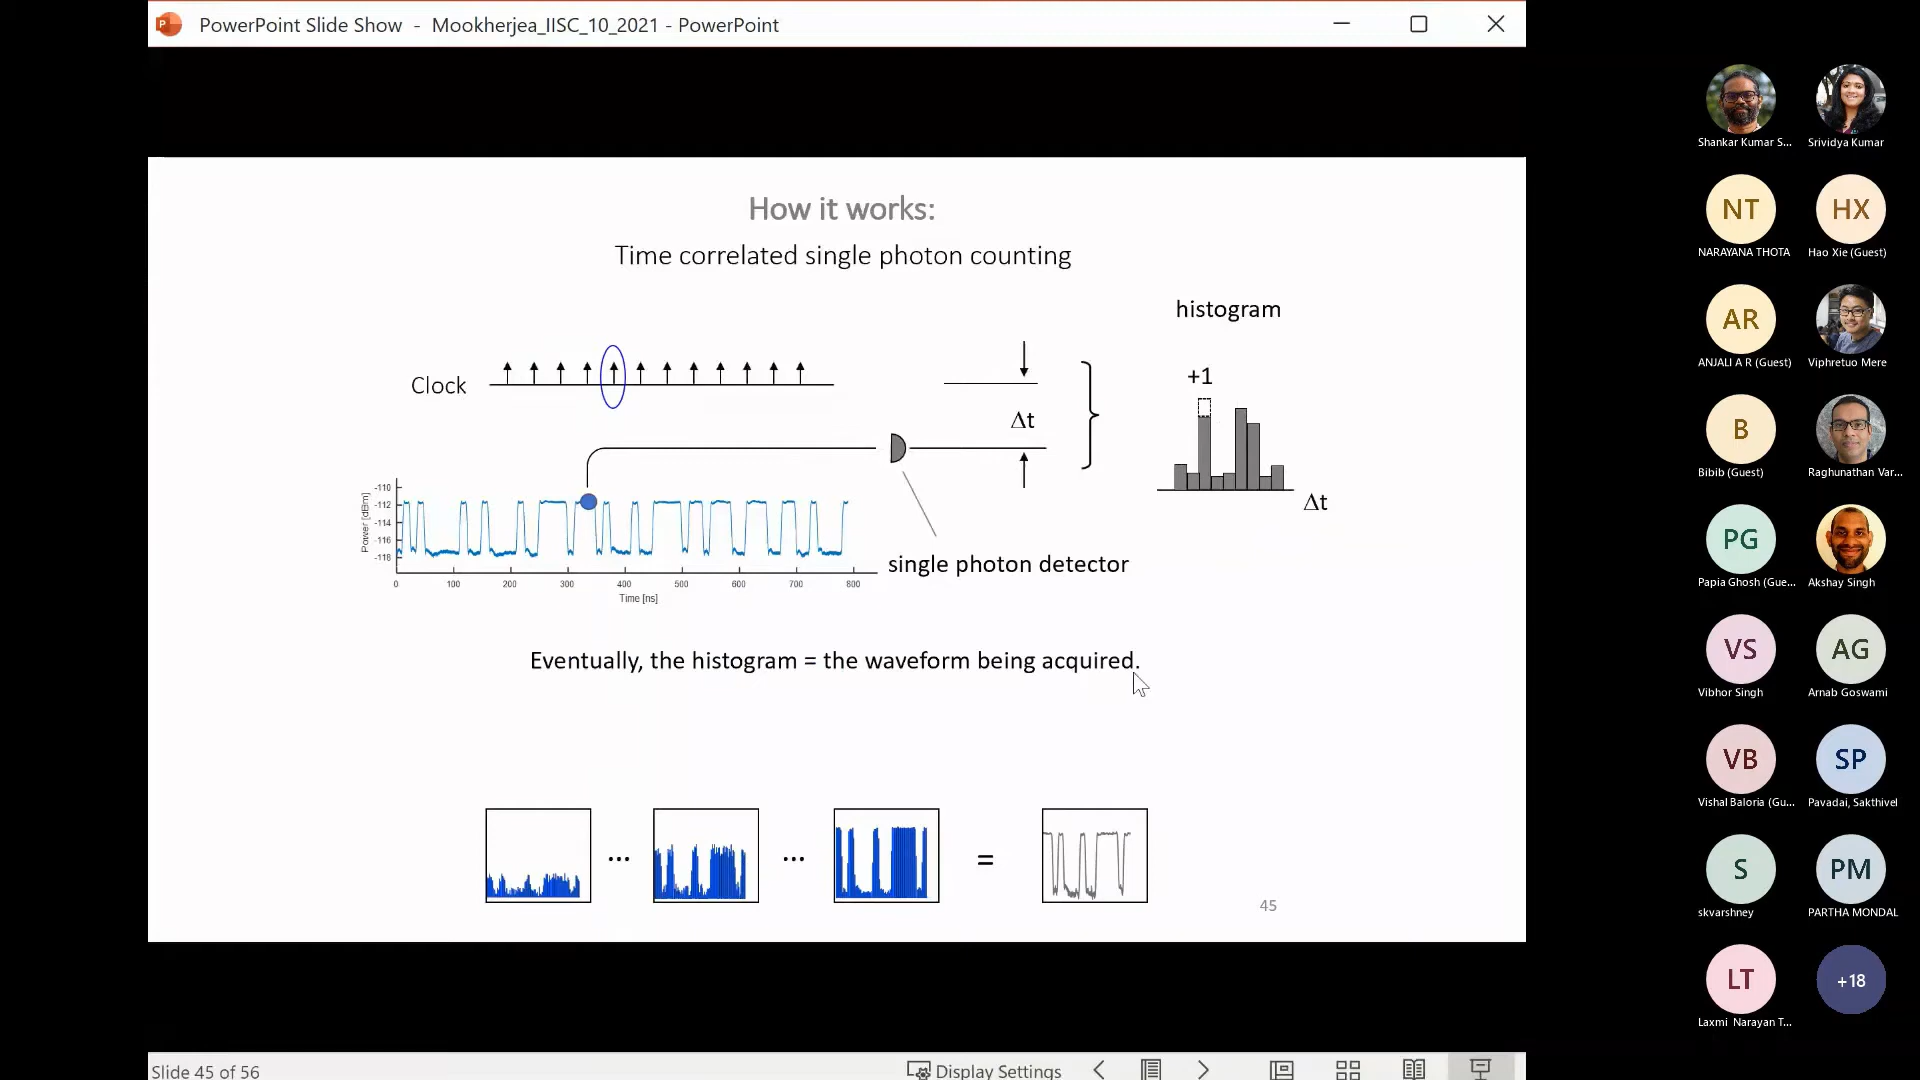 PowerPoint Slide Show - Mookherjea_IISC_10_2021 - PowerPoint
How it works:
Time correlated single photon counting
histogram
+1
Clock
Δt
Δt
-110
-112
-114
-116
-118
Power [dBm]
0 100 200 300 400 500 600 700 800
Time [ns]
single photon detector
Eventually, the histogram = the waveform being acquired.
... ... =
45
Slide 45 of 56
Display Settings
Shankar Kumar S... Srividya Kumar
NT HX
NARAYANA THOTA Hao Xie (Guest)
AR
ANJALI A R (Guest) Viphretuo Mere
B
Bibib (Guest) Raghunathan Var...
PG
Papia Ghosh (Gue... Akshay Singh
VS AG
Vibhor Singh Arnab Goswami
VB SP
Vishal Baloria (Gu... Pavadai, Sakthivel
S PM
skvarshney PARTHA MONDAL
LT +18
Laxmi Narayan T...